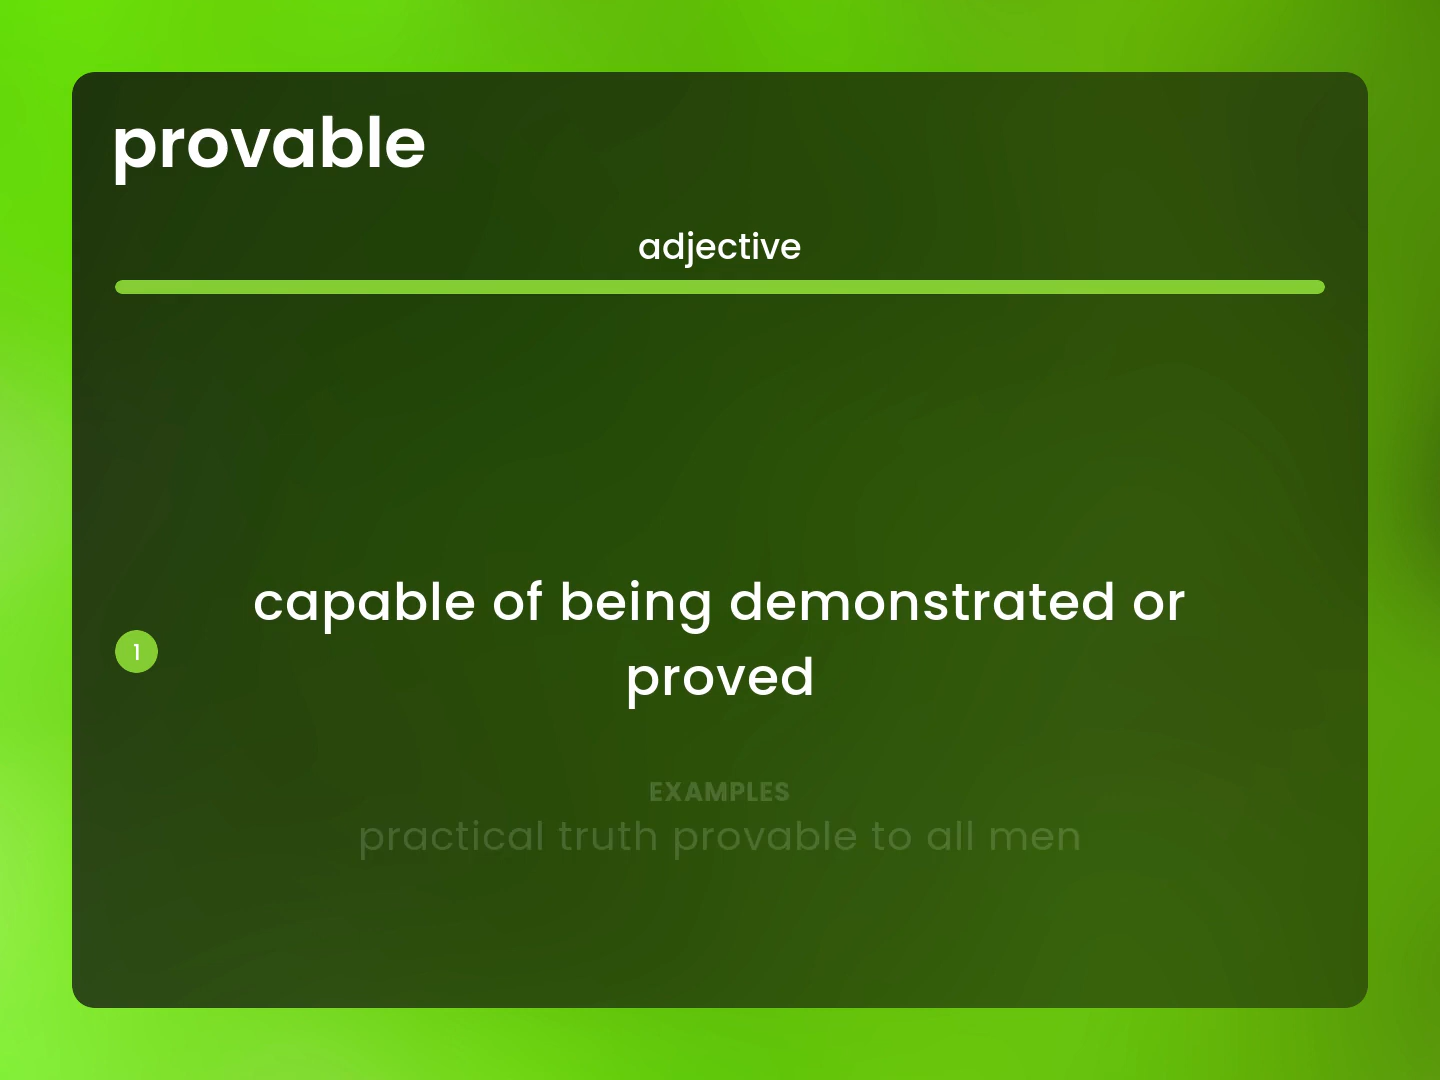 provable
adjective
1
capable of being demonstrated or
proved
EXAMPLES
practical truth provable to all men